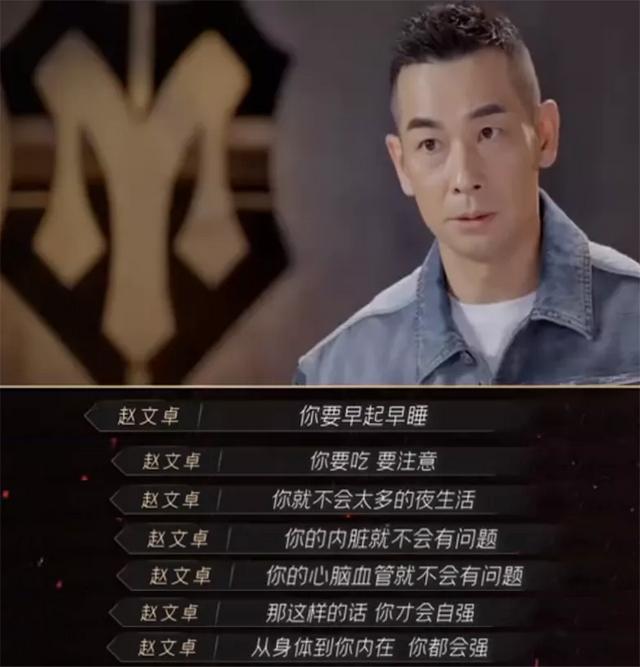 赵文卓 你要早起早睡
赵文卓 你要吃 要注意
赵文卓 你就不会太多的夜生活
赵文卓 你的内脏就不会有问题
赵文卓 你的心脑血管就不会有问题
赵文卓 那这样的话 你才会自强
赵文卓 从身体到你内在 你都会强